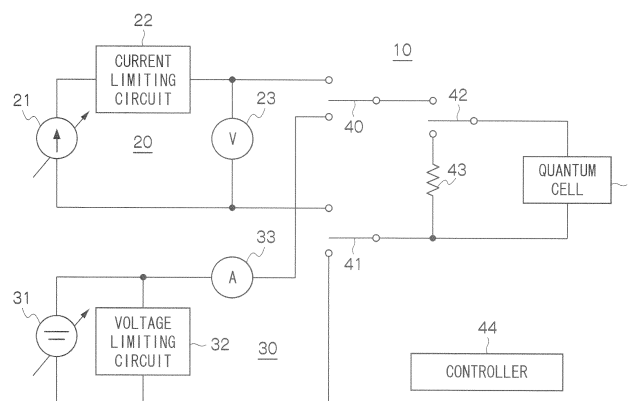 22
10
CURRENT
LIMITING
CIRCUIT
21
23
42
20
V
40
QUANTUM
CELL
43
33
41
A
31
VOLTAGE
LIMITING
CIRCUIT
32
30
44
CONTROLLER